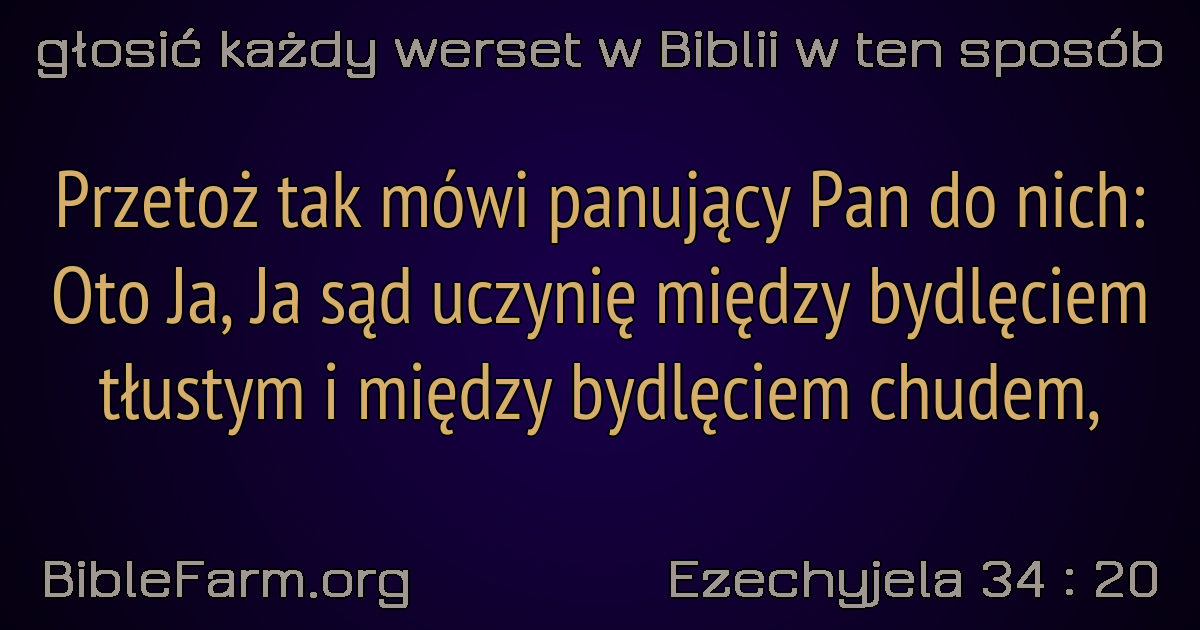 głosić każdy werset w Biblii w ten sposób
Przetoż tak mówi panujący Pan do nich:
Oto Ja, Ja sąd uczynię między bydlęciem
tłustym i między bydlęciem chudem,
BibleFarm.org
Ezechyjela 34 : 20